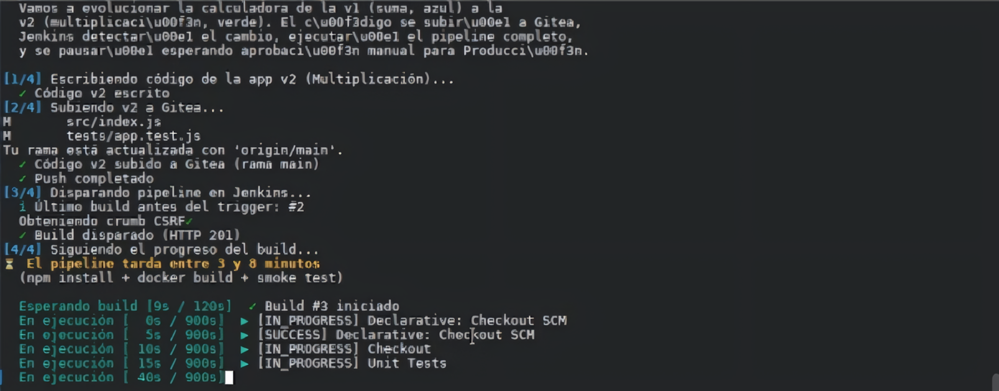 Vamos a evolucionar la calculadora de la v1 (suma, azul) a la
v2 (multiplicaci\u00f3n, verde). El c\u00f3digo se subir\u00e1 a Gitea,
Jenkins detectar\u00e1 el cambio, ejecutar\u00e1 el pipeline completo,
y se pausar\u00e1 esperando aprobaci\u00f3n manual para Producci\u00f3n.
[1/4] Escribiendo código de la app v2 (Multiplicación)...
✓ Código v2 escrito
[2/4] Subiendo v2 a Gitea...
M src/index.js
M tests/app.test.js
Tu rama está actualizada con 'origin/main'.
✓ Código v2 subido a Gitea (rama main)
✓ Push completado
[3/4] Disparando pipeline en Jenkins...
i Último build antes del trigger: #2
Obteniendo crumb CSRF✓
✓ Build disparado (HTTP 201)
[4/4] Siguiendo el progreso del build...
⏳ El pipeline tarda entre 3 y 8 minutos
(npm install + docker build + smoke test)
Esperando build [9s / 120s] ✓ Build #3 iniciado
En ejecución [ 0s / 900s] ▶ [IN_PROGRESS] Declarative: Checkout SCM
En ejecución [ 5s / 900s] ▶ [SUCCESS] Declarative: Checkout SCM
En ejecución [ 10s / 900s] ▶ [IN_PROGRESS] Checkout
En ejecución [ 15s / 900s] ▶ [IN_PROGRESS] Unit Tests
En ejecución [ 40s / 900s]